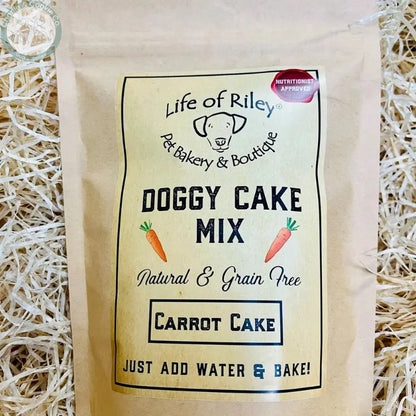 NUTRITIONIST
APPROVED
Life of Riley®
Pet Bakery & Boutique
DOGGY CAKE
MIX
Natural & Grain Free
CARROT CAKE
JUST ADD WATER & BAKE!